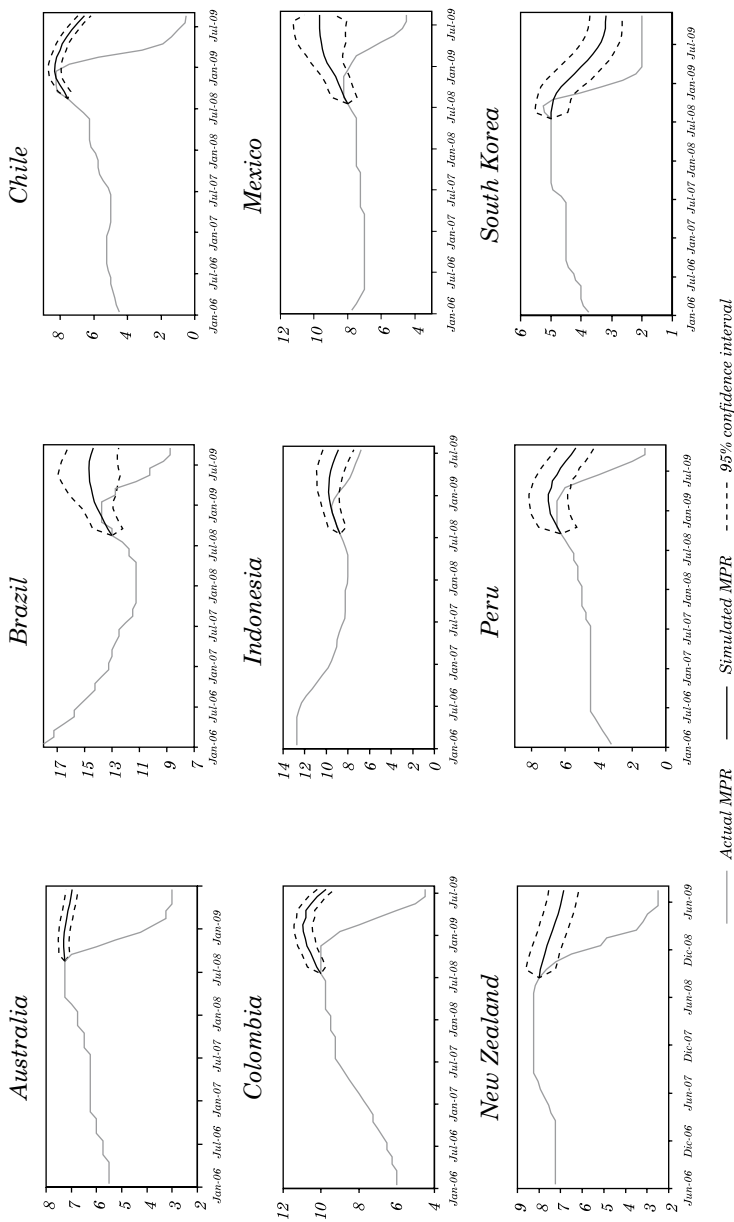 Australia
8
7
6
5
4
3
2
Jan-06 Jul-06 Jan-07 Jul-07 Jan-08 Jul-08 Jan-09
Brazil
17
15
13
11
9
7
Jan-06 Jul-06 Jan-07 Jul-07 Jan-08 Jul-08 Jan-09 Jul-09
Chile
8
6
4
2
0
Jan-06 Jul-06 Jan-07 Jul-07 Jan-08 Jul-08 Jan-09 Jul-09
Colombia
12
10
8
6
4
Jan-06 Jul-06 Jan-07 Jul-07 Jan-08 Jul-08 Jan-09 Jul-09
Indonesia
14
12
10
8
6
4
2
0
Jan-06 Jul-06 Jan-07 Jul-07 Jan-08 Jul-08 Jan-09 Jul-09
Mexico
12
10
8
6
4
Jan-06 Jul-06 Jan-07 Jul-07 Jan-08 Jul-08 Jan-09 Jul-09
New Zealand
9
8
7
6
5
4
3
2
Jun-06 Dic-06 Jun-07 Dic-07 Jun-08 Dic-08 Jun-09
Peru
8
6
4
2
0
Jan-06 Jul-06 Jan-07 Jul-07 Jan-08 Jul-08 Jan-09 Jul-09
South Korea
6
5
4
3
2
1
Jan-06 Jul-06 Jan-07 Jul-07 Jan-08 Jul-08 Jan-09 Jul-09
Actual MPR Simulated MPR 95% confidence interval